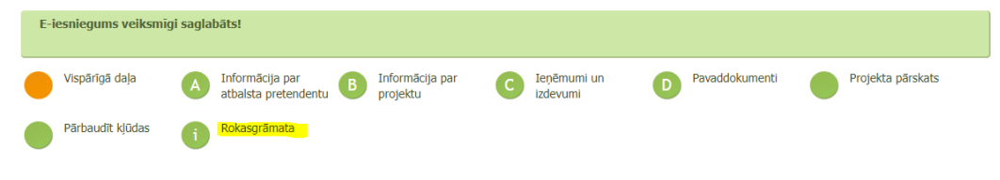 E-iesniegums veiksmīgi saglabāts!
Vispārīgā daļa
A Informācija par
atbalsta pretendentu
B Informācija par
projektu
C Ieņēmumi un
izdevumi
D Pavaddokumenti
Projekta pārskats
Pārbaudīt kļūdas
i Rokasgrāmata